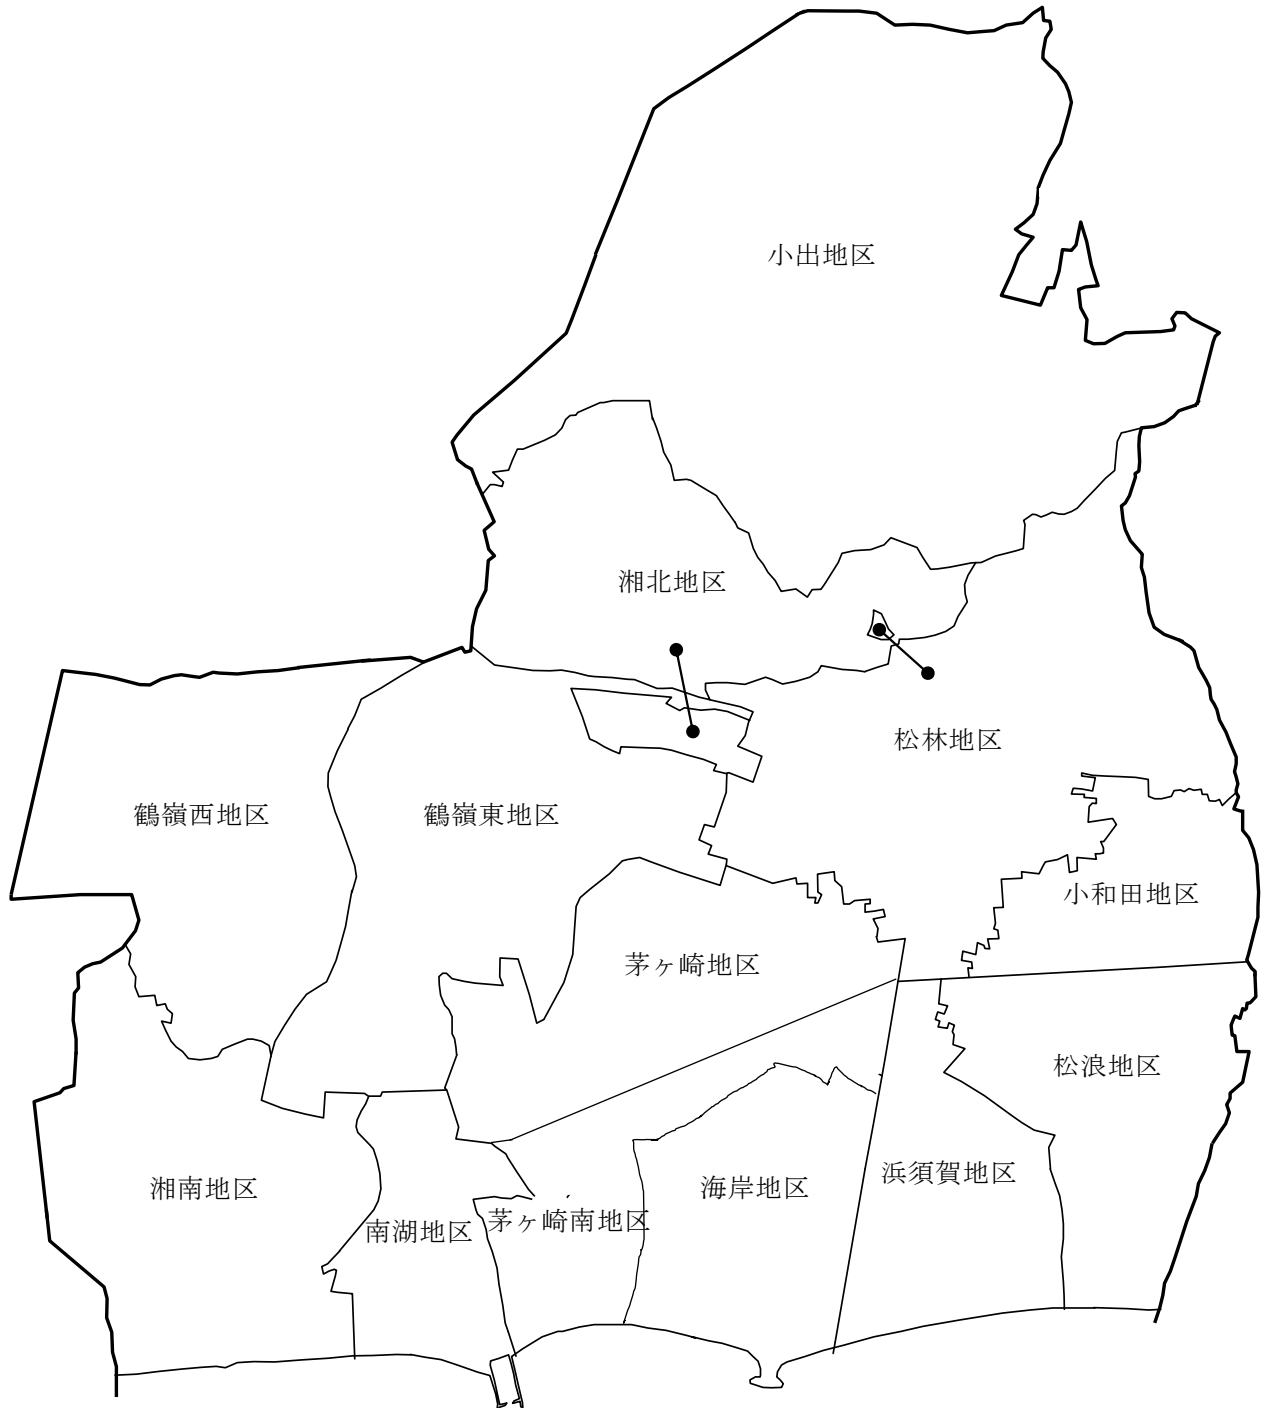 小出地区
湘北地区
松林地区
鶴嶺西地区
鶴嶺東地区
小和田地区
茅ヶ崎地区
松浪地区
浜須賀地区
湘南地区
海岸地区
南湖地区
茅ヶ崎南地区